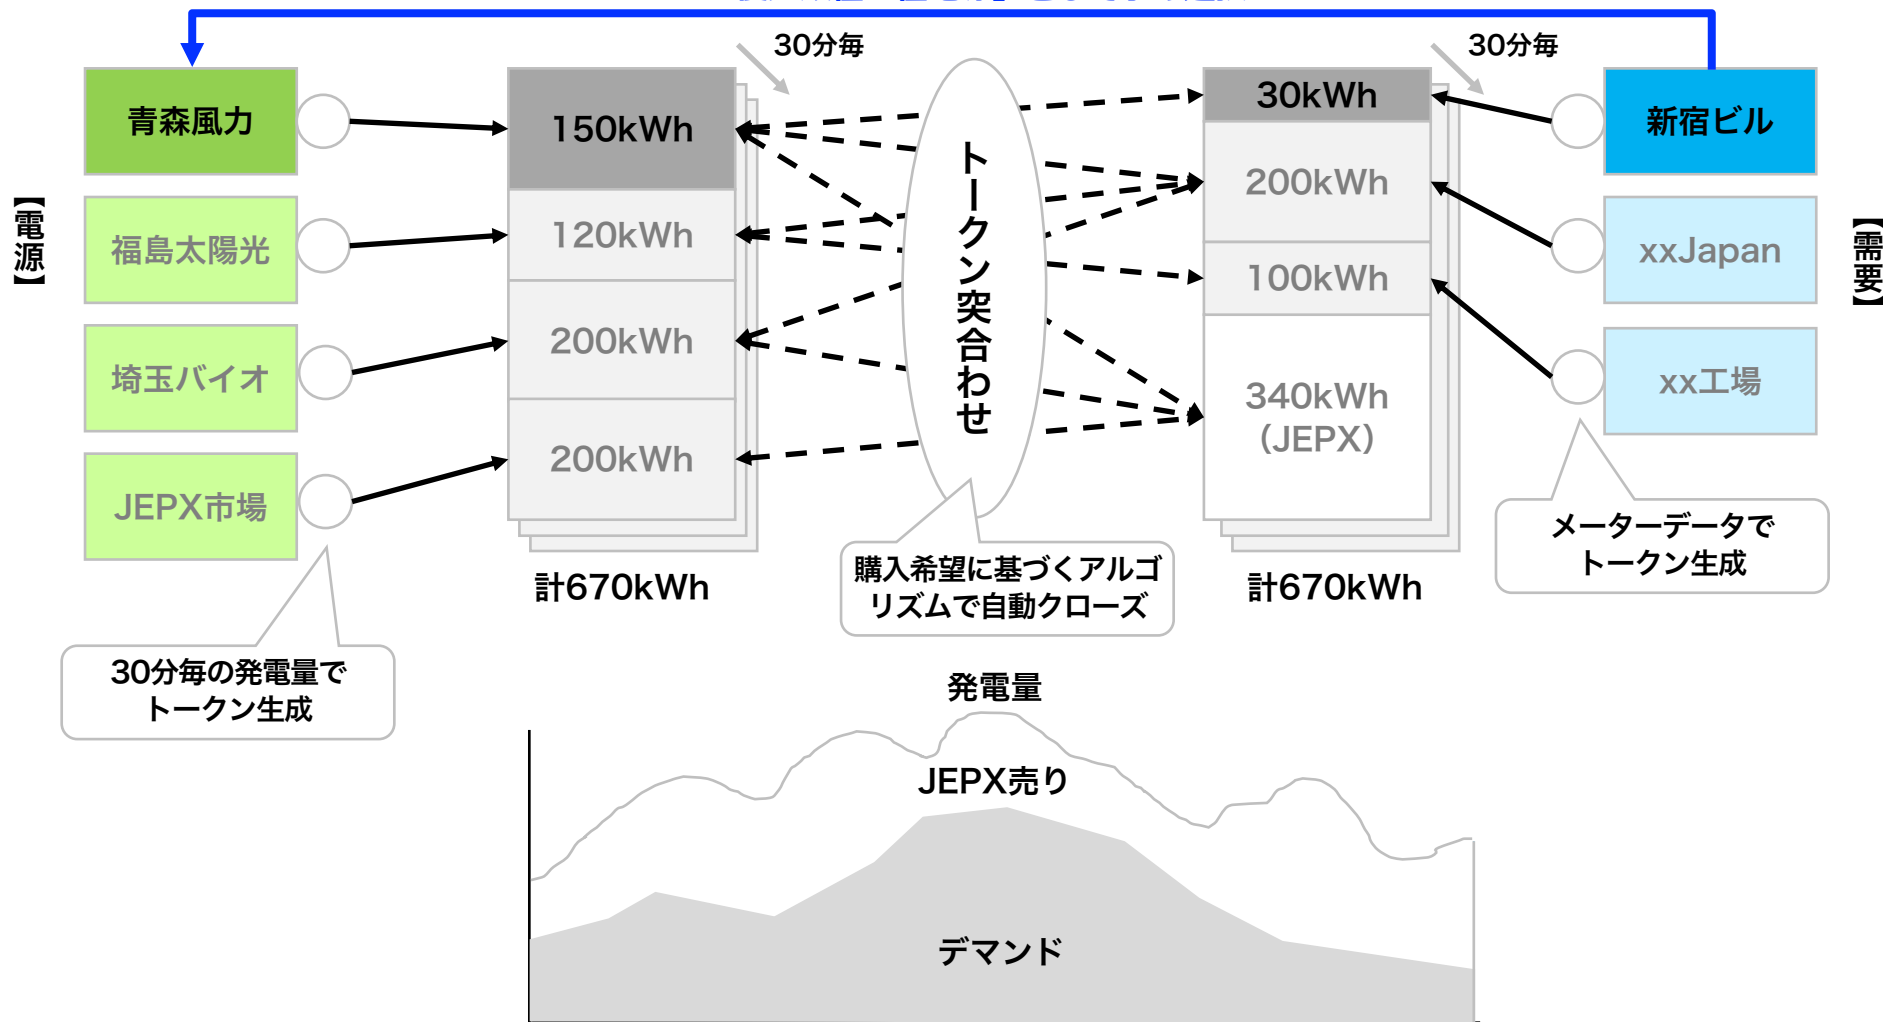 30分毎
30分毎
【電源】
青森風力
福島太陽光
埼玉バイオ
JEPX市場
150kWh
120kWh
200kWh
200kWh
計670kWh
トークン突合わせ
30kWh
200kWh
100kWh
340kWh
（JEPX）
計670kWh
新宿ビル
xxJapan
xx工場
【需要】
30分毎の発電量で
トークン生成
購入希望に基づくアルゴ
リズムで自動クローズ
メーターデータで
トークン生成
発電量
JEPX売り
デマンド